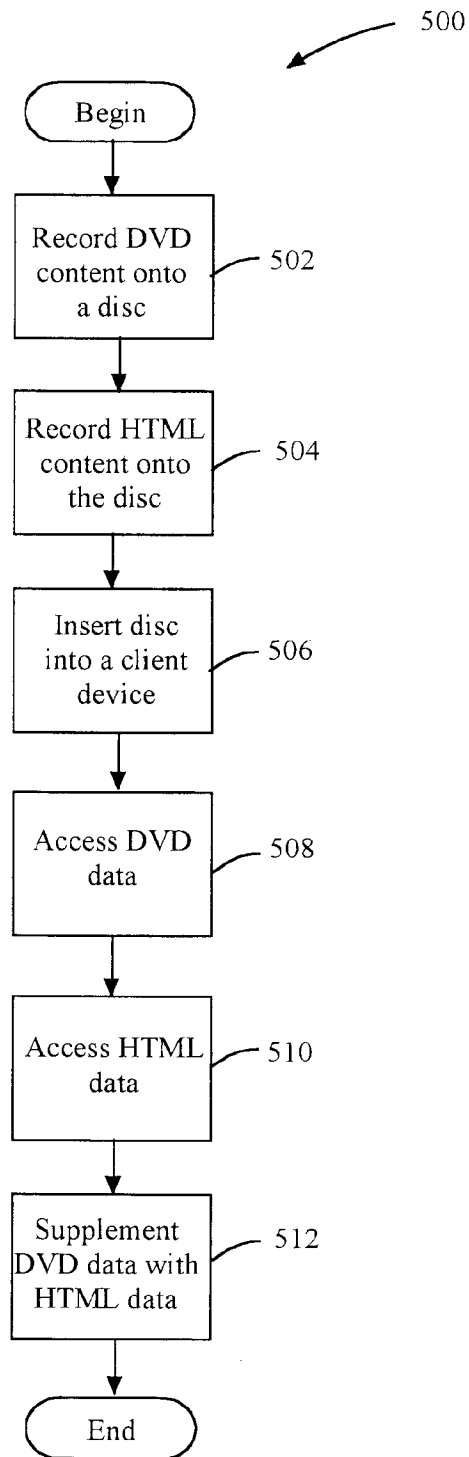 500
Begin
Record DVD
content onto
a disc
502
Record HTML
content onto
the disc
504
Insert disc
into a client
device
506
Access DVD
data
508
Access HTML
data
510
Supplement
DVD data with
HTML data
512
End